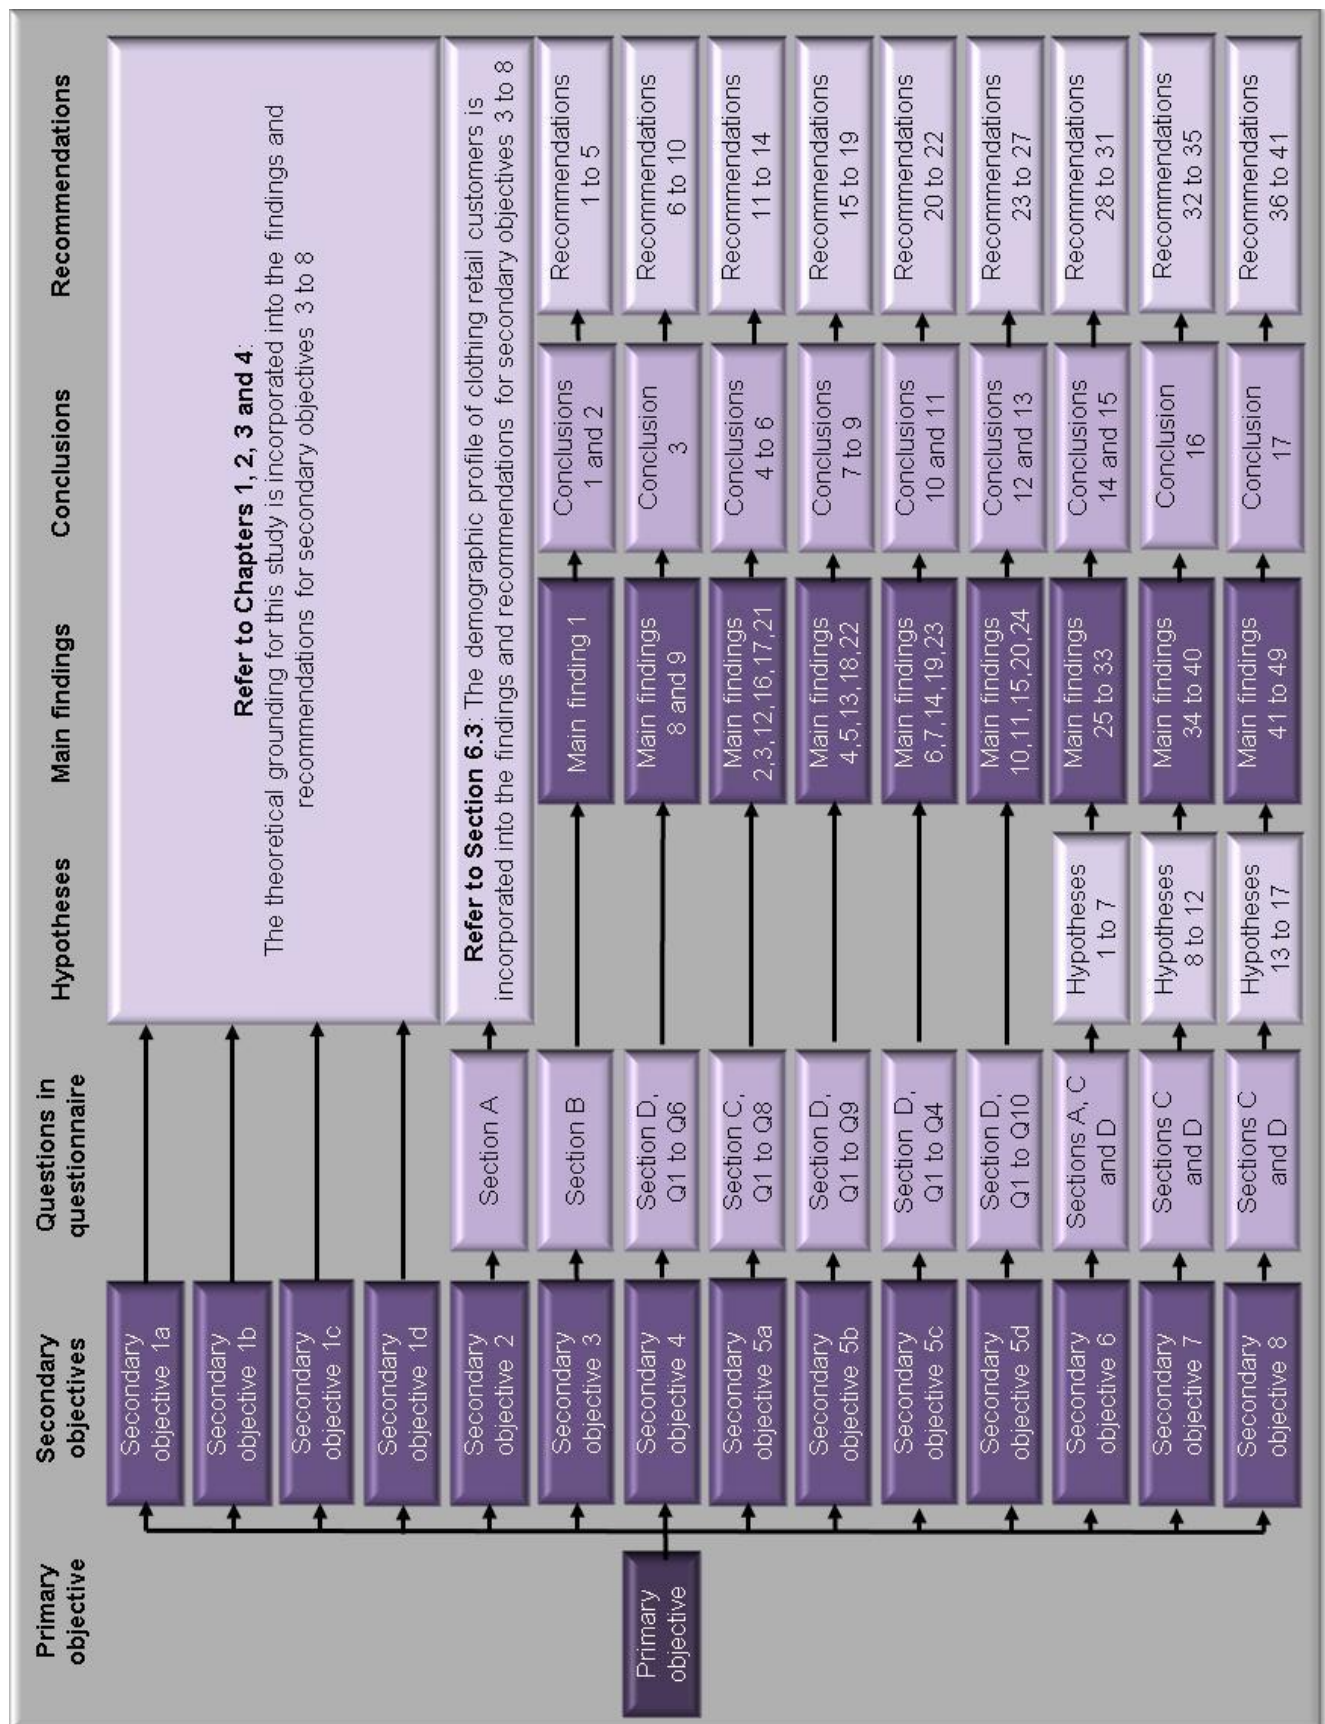 Primary
objective
Secondary
objectives
Questions in
questionnaire
Hypotheses
Main findings
Conclusions
Recommendations
Primary
objective
Secondary
objective 1a
Secondary
objective 1b
Secondary
objective 1c
Secondary
objective 1d
Refer to Chapters 1, 2, 3 and 4:
The theoretical grounding for this study is incorporated into the findings and
recommendations for secondary objectives 3 to 8
Secondary
objective 2
Section A
Refer to Section 6.3: The demographic profile of clothing retail customers is
incorporated into the findings and recommendations for secondary objectives 3 to 8
Secondary
objective 3
Section B
Main finding 1
Conclusions
1 and 2
Recommendations
1 to 5
Secondary
objective 4
Section D,
Q1 to Q6
Main findings
8 and 9
Conclusion
3
Recommendations
6 to 10
Secondary
objective 5a
Section C,
Q1 to Q8
Main findings
2,3,12,16,17,21
Conclusions
4 to 6
Recommendations
11 to 14
Secondary
objective 5b
Section D,
Q1 to Q9
Main findings
4,5,13,18,22
Conclusions
7 to 9
Recommendations
15 to 19
Secondary
objective 5c
Section D,
Q1 to Q4
Main findings
6,7,14,19,23
Conclusions
10 and 11
Recommendations
20 to 22
Secondary
objective 5d
Section D,
Q1 to Q10
Main findings
10,11,15,20,24
Conclusions
12 and 13
Recommendations
23 to 27
Secondary
objective 6
Sections A, C
and D
Hypotheses
1 to 7
Main findings
25 to 33
Conclusions
14 and 15
Recommendations
28 to 31
Secondary
objective 7
Sections C
and D
Hypotheses
8 to 12
Main findings
34 to 40
Conclusion
16
Recommendations
32 to 35
Secondary
objective 8
Sections C
and D
Hypotheses
13 to 17
Main findings
41 to 49
Conclusion
17
Recommendations
36 to 41